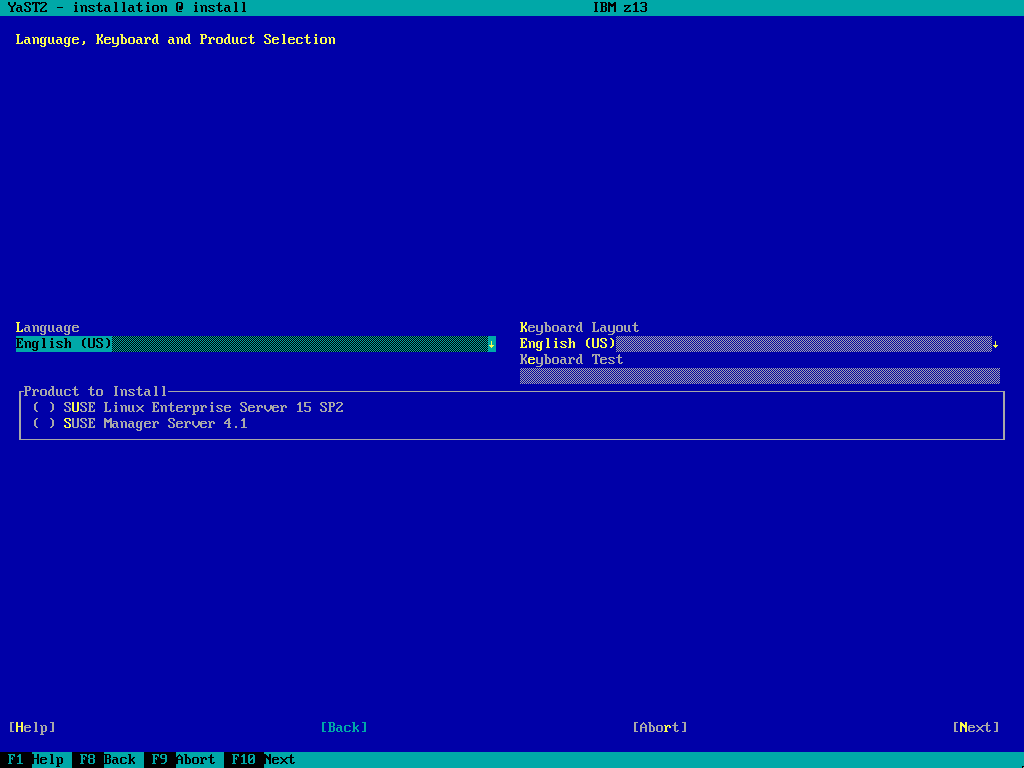 YaST2 - installation @ install IBM z13
Language, Keyboard and Product Selection
Language Keyboard Layout
English (US)↓ English (US)↓
Keyboard Test
Product to Install
( ) SUSE Linux Enterprise Server 15 SP2
( ) SUSE Manager Server 4.1
[Help] [Back] [Abort] [Next]
F1 Help F8 Back F9 Abort F10 Next